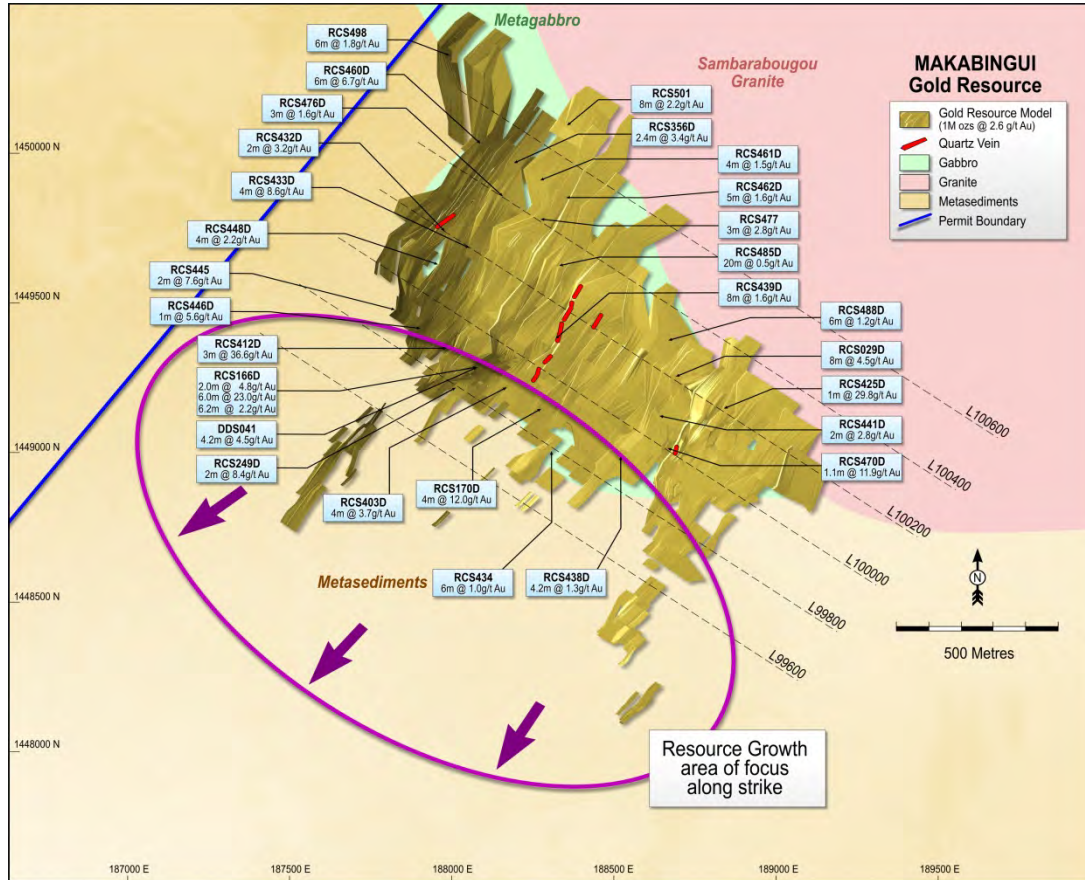 Metagabbro
Sambarabougou
Granite
MAKABINGUI
Gold Resource
Gold Resource Model
(1M ozs @ 2.6 g/t Au)
Quartz Vein
Gabbro
Granite
Metasediments
Permit Boundary
RCS498
6m @ 1.8g/t Au
RCS460D
6m @ 6.7g/t Au
RCS476D
3m @ 1.6g/t Au
RCS432D
2m @ 3.2g/t Au
RCS433D
4m @ 8.6g/t Au
RCS448D
4m @ 2.2g/t Au
RCS445
2m @ 7.6g/t Au
RCS446D
1m @ 5.6g/t Au
RCS412D
3m @ 36.6g/t Au
RCS166D
2.0m @ 4.8g/t Au
6.0m @ 23.0g/t Au
6.2m @ 2.2g/t Au
DDS041
4.2m @ 4.5g/t Au
RCS249D
2m @ 8.4g/t Au
RCS403D
4m @ 3.7g/t Au
RCS170D
4m @ 12.0g/t Au
RCS434
6m @ 1.0g/t Au
RCS438D
4.2m @ 1.3g/t Au
RCS501
8m @ 2.2g/t Au
RCS356D
2.4m @ 3.4g/t Au
RCS461D
4m @ 1.5g/t Au
RCS462D
5m @ 1.6g/t Au
RCS477
3m @ 2.8g/t Au
RCS485D
20m @ 0.5g/t Au
RCS439D
8m @ 1.6g/t Au
RCS488D
6m @ 1.2g/t Au
RCS029D
8m @ 4.5g/t Au
RCS425D
1m @ 29.8g/t Au
RCS441D
2m @ 2.8g/t Au
RCS470D
1.1m @ 11.9g/t Au
L100600
L100400
L100200
L100000
L99800
L99600
Metasediments
N
500 Metres
Resource Growth
area of focus
along strike
1450000 N
1449500 N
1449000 N
1448500 N
1448000 N
187000 E
187500 E
188000 E
188500 E
189000 E
189500 E